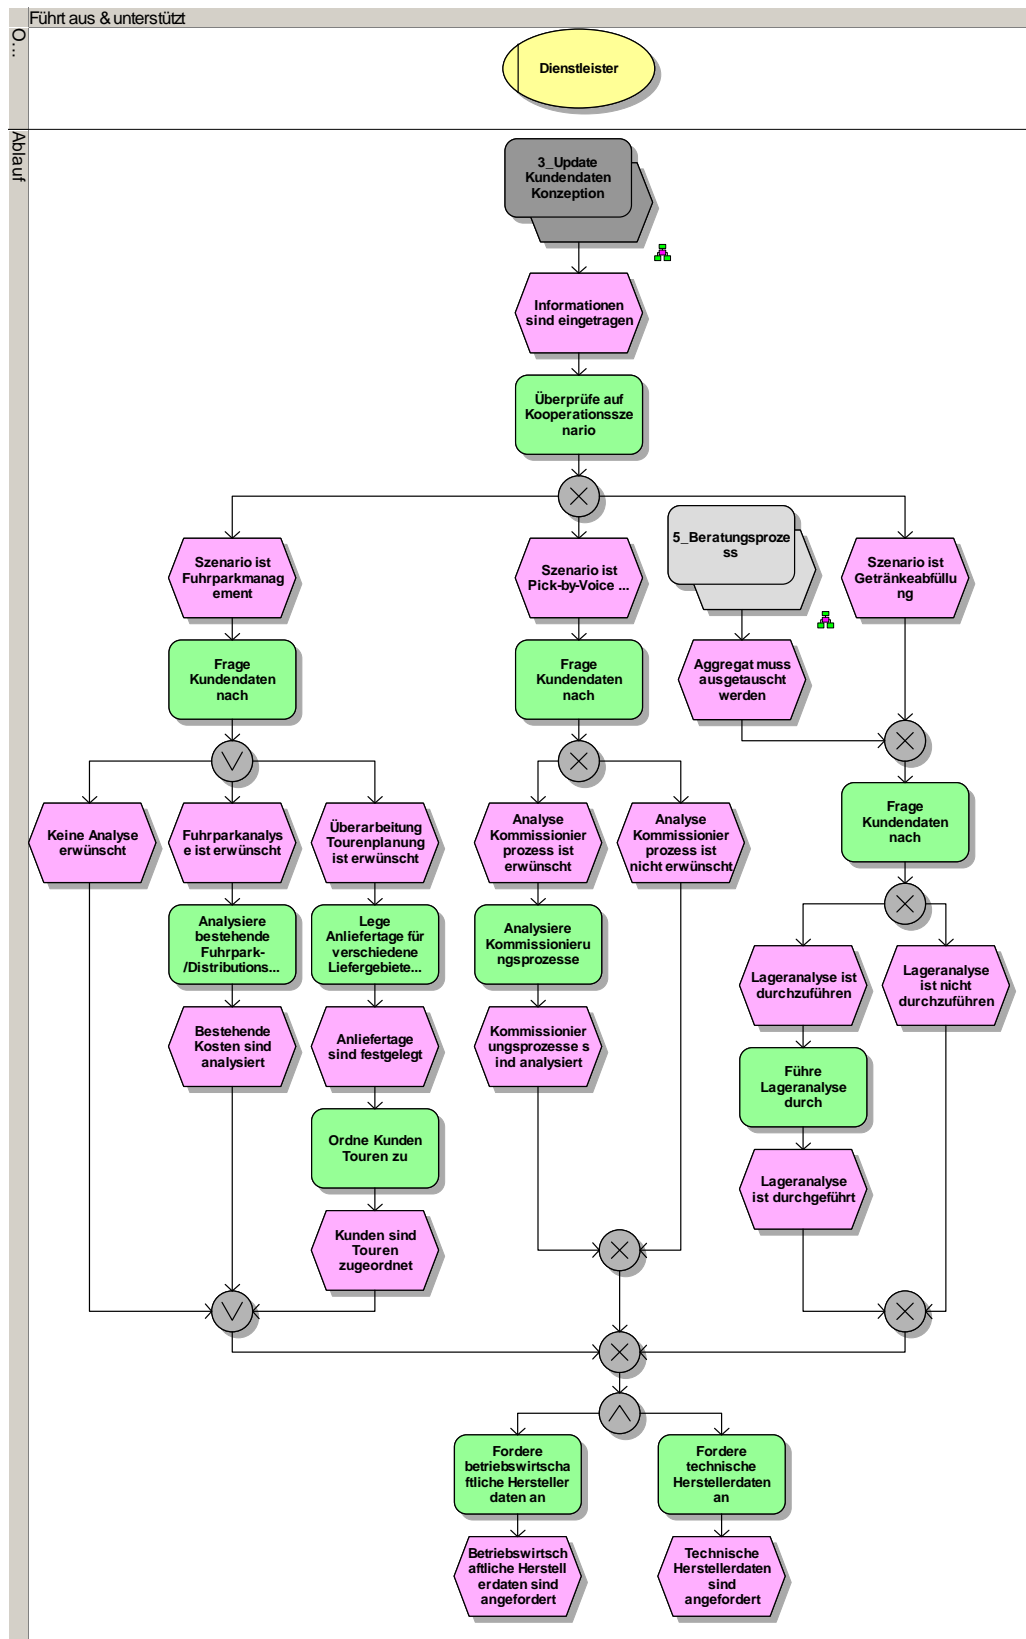 Führt aus & unterstützt
O...
Dienstleister
Ablauf
3_Update
Kundendaten
Konzeption
Informationen
sind eingetragen
Überprüfe auf
Kooperationssze
nario
Szenario ist
Fuhrparkmanag
ement
Szenario ist
Pick-by-Voice ...
5_Beratungsproze
ss
Szenario ist
Getränkeabfüllu
ng
Frage
Kundendaten
nach
Frage
Kundendaten
nach
Aggregat muss
ausgetauscht
werden
Keine Analyse
erwünscht
Fuhrparkanalys
e ist erwünscht
Überarbeitung
Tourenplanung
ist erwünscht
Analyse
Kommissionier
prozess ist
erwünscht
Analyse
Kommissionier
prozess ist
nicht erwünscht
Frage
Kundendaten
nach
Analysiere
bestehende
Fuhrpark-
/Distributions...
Lege
Anliefertage für
verschiedene
Liefergebiete...
Analysiere
Kommissionieru
ngsprozesse
Lageranalyse ist
durchzuführen
Lageranalyse
ist nicht
durchzuführen
Bestehende
Kosten sind
analysiert
Anliefertage
sind festgelegt
Kommissionier
ungsprozesse s
ind analysiert
Führe
Lageranalyse
durch
Ordne Kunden
Touren zu
Lageranalyse
ist durchgeführt
Kunden sind
Touren
zugeordnet
Fordere
betriebswirtscha
ftliche Hersteller
daten an
Fordere
technische
Herstellerdaten
an
Betriebswirtsch
aftliche Herstell
erdaten sind
angefordert
Technische
Herstellerdaten
sind
angefordert